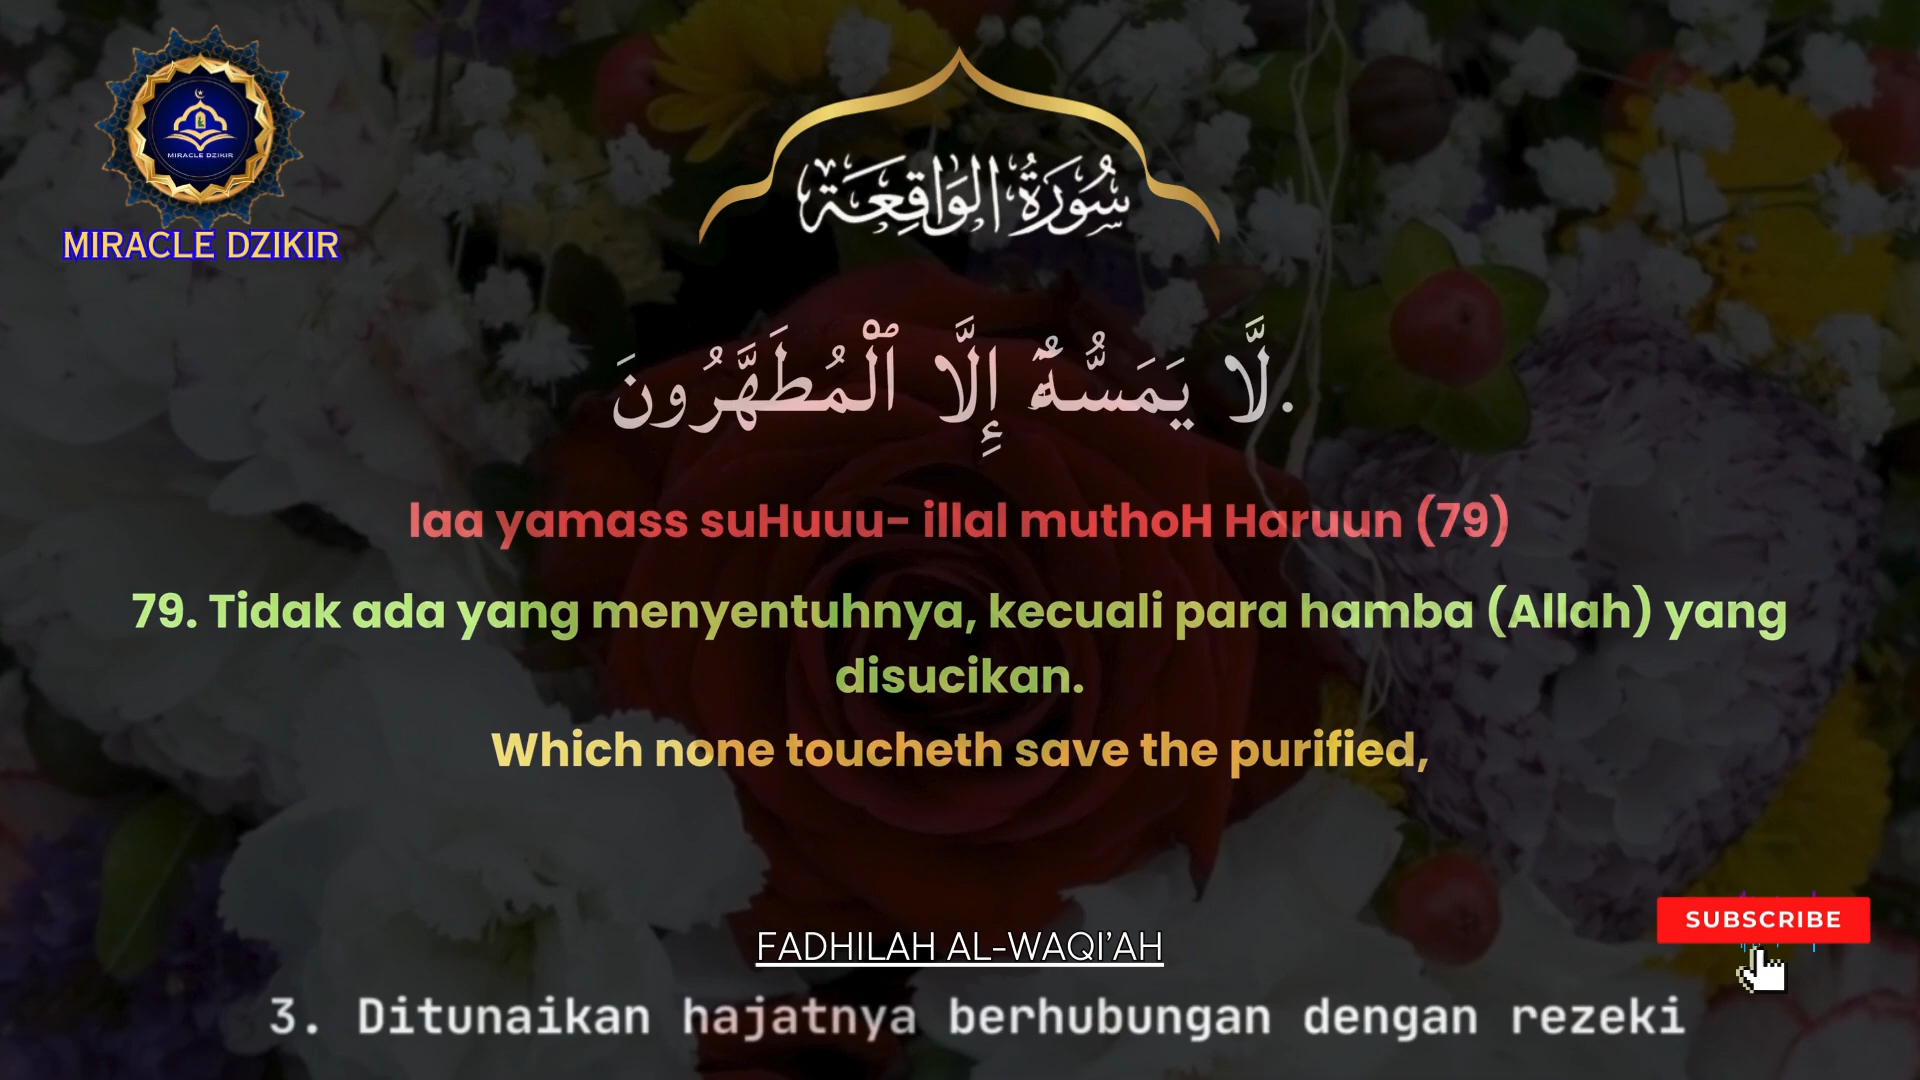 MIRACLE DZIKIR
MIRACLE DZIKIR
سُورَةُ الوَاقِعَة
لَّا يَمَسُّهُۥٓ إِلَّا ٱلْمُطَهَّرُونَ.
laa yamass suHuuu- illal muthoH Haruun (79)
79. Tidak ada yang menyentuhnya, kecuali para hamba (Allah) yang
disucikan.
Which none toucheth save the purified,
SUBSCRIBE
FADHILAH AL-WAQI'AH
3. Ditunaikan hajatnya berhubungan dengan rezeki